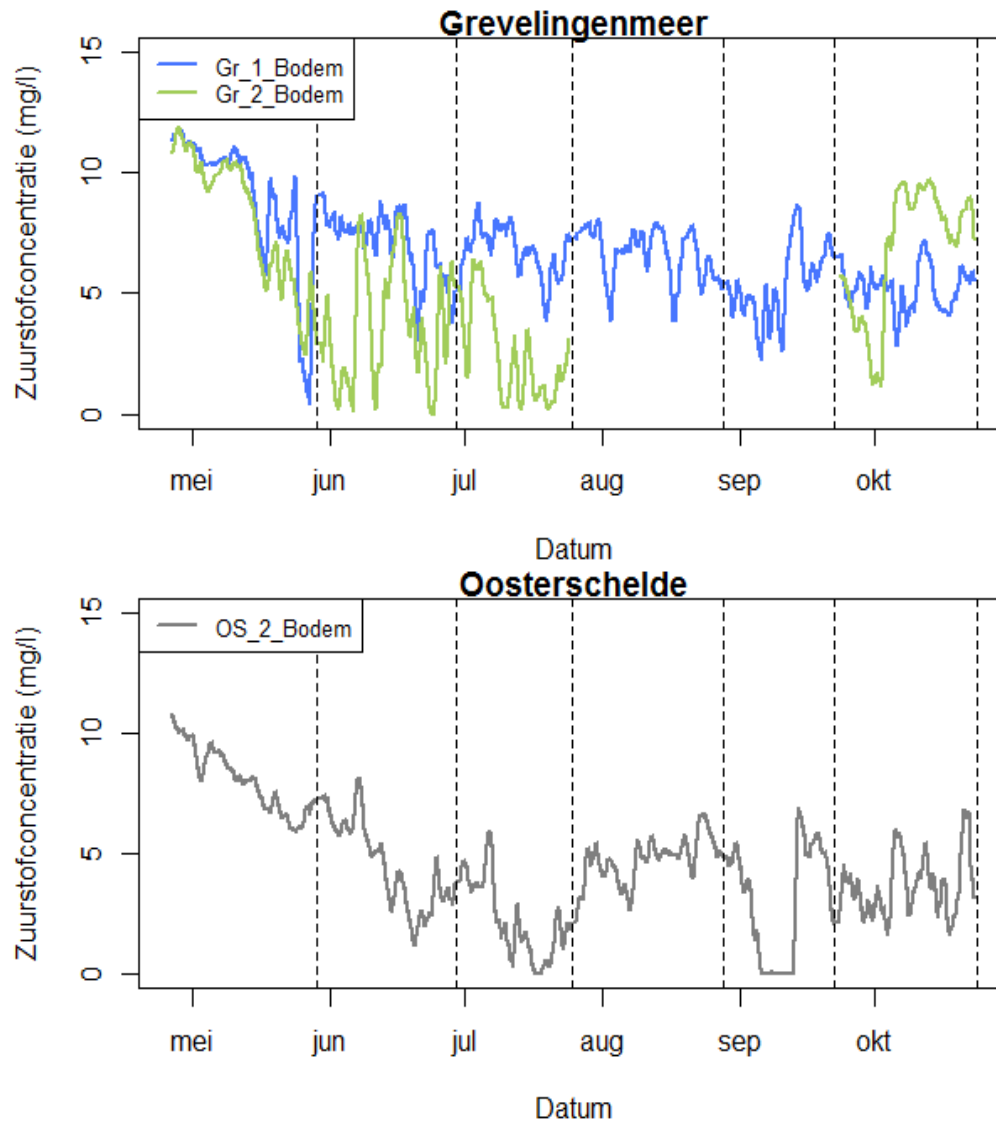 Grevelingenmeer
Zuurstofconcentratie (mg/l)
15
10
5
0
Gr_1_Bodem
Gr_2_Bodem
mei jun jul aug sep okt
Datum
Oosterschelde
Zuurstofconcentratie (mg/l)
15
10
5
0
OS_2_Bodem
mei jun jul aug sep okt
Datum